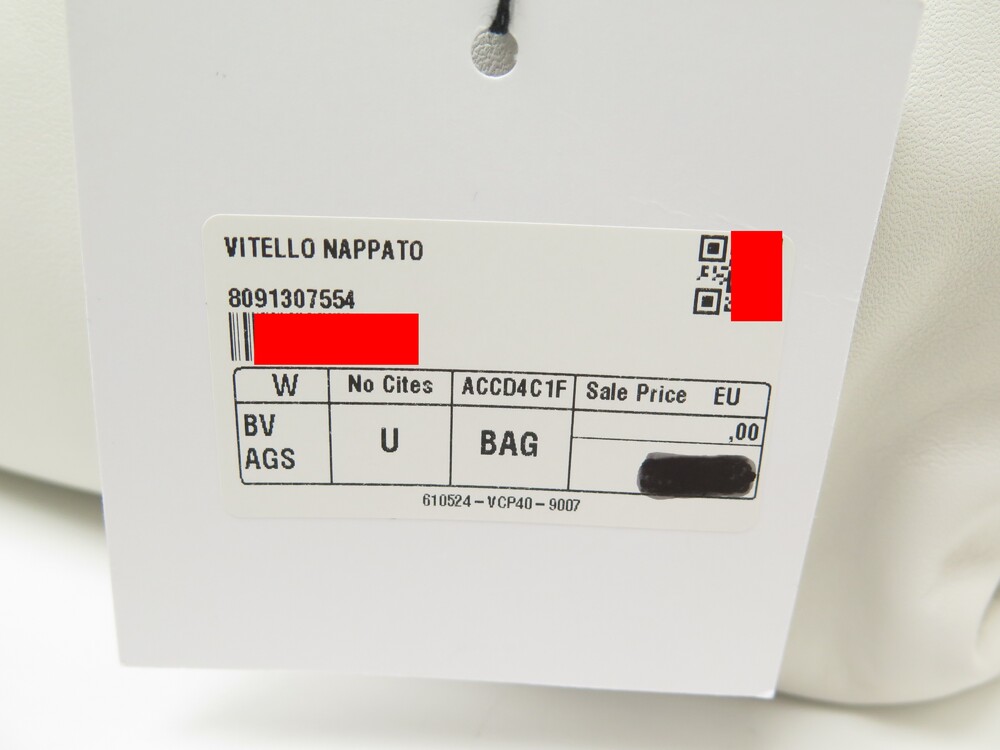 VITELLO NAPPATO
8091307554
W No Cites ACCD4C1F Sale Price EU
BV
AGS
U
BAG
,00
610524-VCP40-9007